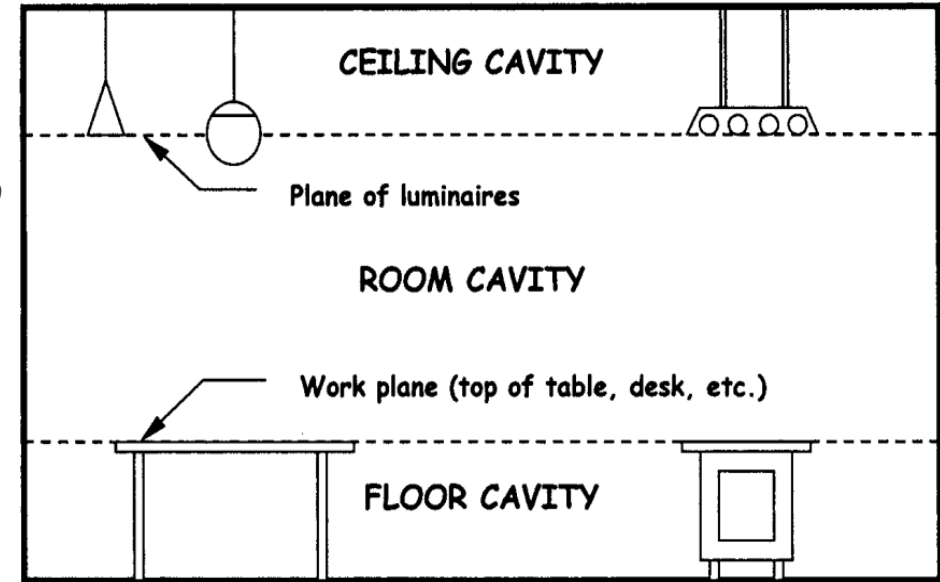 CEILING CAVITY
Plane of luminaires
ROOM CAVITY
Work plane (top of table, desk, etc.)
FLOOR CAVITY